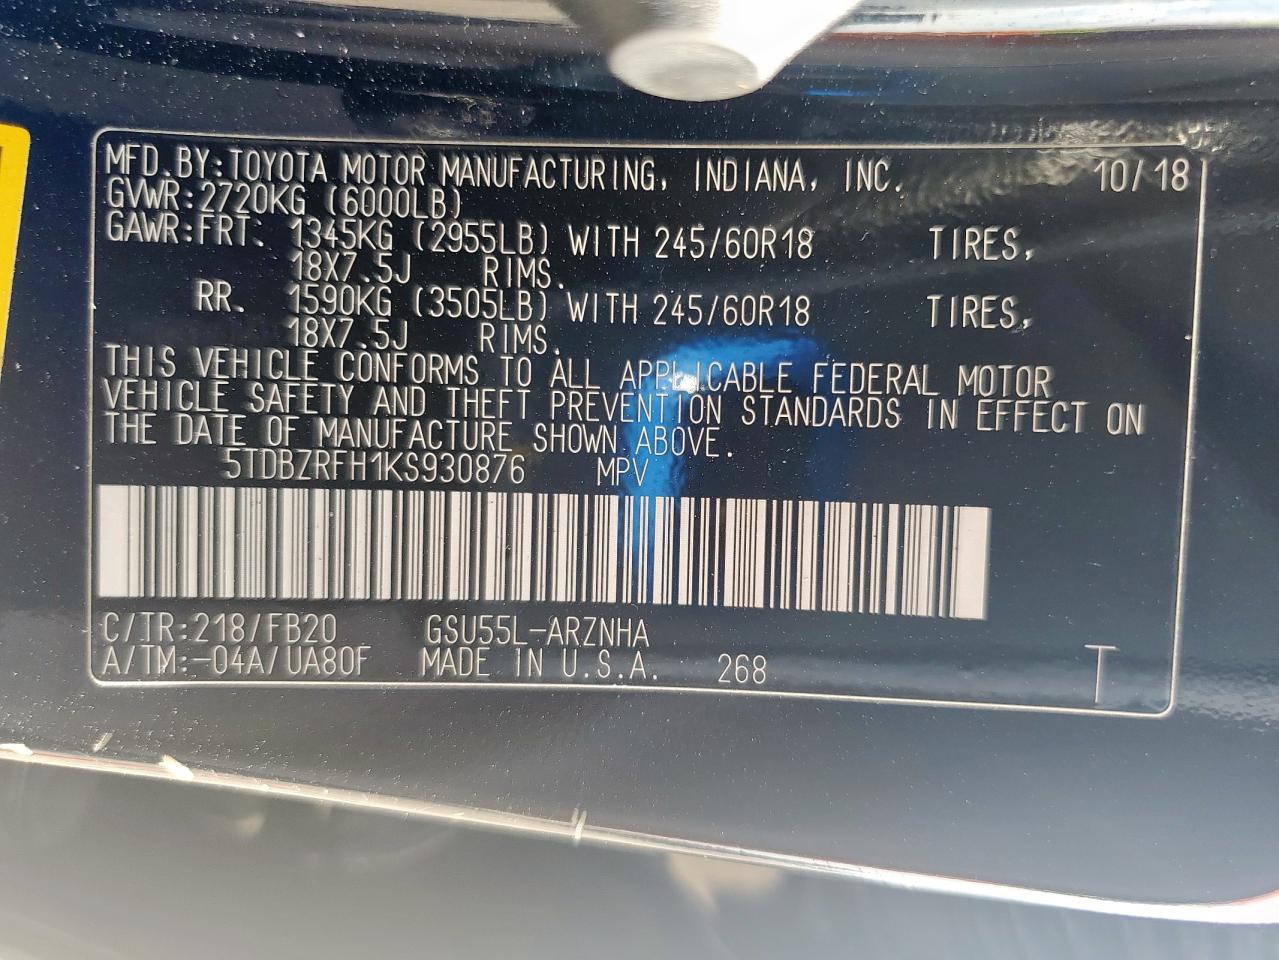 MFD.BY:TOYOTA MOTOR MANUFACTURING, INDIANA, INC. 10/18
GVWR:2720KG (6000LB)
GAWR:FRT. 1345KG (2955LB) WITH 245/60R18 TIRES,
18X7.5J RIMS.
RR. 1590KG (3505LB) WITH 245/60R18 TIRES,
18X7.5J RIMS.
THIS VEHICLE CONFORMS TO ALL APPLICABLE FEDERAL MOTOR
VEHICLE SAFETY AND THEFT PREVENTION STANDARDS IN EFFECT ON
THE DATE OF MANUFACTURE SHOWN ABOVE.
5TDBZRFH1KS930876 MPV
C/TR:218/FB20 GSU55L-ARZNHA
A/TM:-04A/UA80F MADE IN U.S.A. 268 T